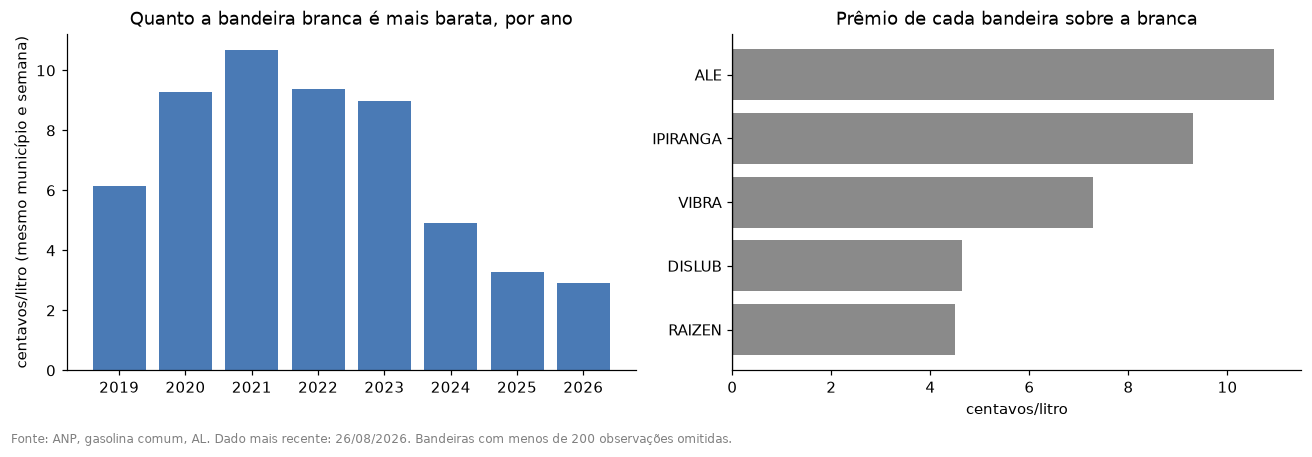 Quanto a bandeira branca é mais barata, por ano
centavos/litro (mesmo município e semana)
10
8
6
4
2
0
2019 2020 2021 2022 2023 2024 2025 2026
Prêmio de cada bandeira sobre a branca
ALE
IPIRANGA
VIBRA
DISLUB
RAIZEN
0 2 4 6 8 10
centavos/litro
Fonte: ANP, gasolina comum, AL. Dado mais recente: 26/08/2026. Bandeiras com menos de 200 observações omitidas.